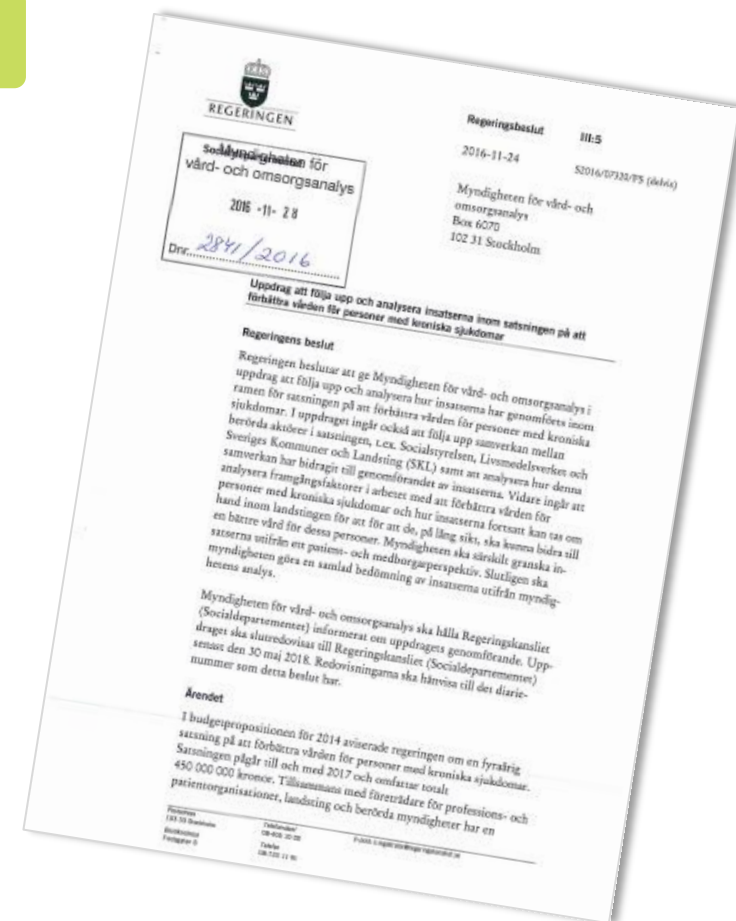 REGERINGEN
Myndigheten för
vård- och omsorgsanalys
2016 -11- 28
Dnr. 2841/2016
Regeringsbeslut III:5
2016-11-24 S2016/07320/FS (delvis)
Myndigheten för vård- och
omsorgsanalys
Box 6070
102 31 Stockholm
Uppdrag att följa upp och analysera insatserna inom satsningen på att
förbättra vården för personer med kroniska sjukdomar
Regeringens beslut
Regeringen beslutar att ge Myndigheten för vård- och omsorgsanalys i
uppdrag att följa upp och analysera hur insatserna har genomförts inom
ramen för satsningen på att förbättra vården för personer med kroniska
sjukdomar. I uppdraget ingår också att följa upp samverkan mellan
berörda aktörer i satsningen, t.ex. Socialstyrelsen, Livsmedelsverket och
Sveriges Kommuner och Landsting (SKL) samt att analysera hur denna
samverkan har bidragit till genomförandet av insatserna. Vidare ingår att
analysera framgångsfaktorer i arbetet med att förbättra vården för
personer med kroniska sjukdomar och hur insatserna fortsatt kan tas om
hand inom landstingen för att för att de, på lång sikt, ska kunna bidra till
en bättre vård för dessa personer. Myndigheten ska särskilt granska in-
satserna utifrån ett patient- och medborgarperspektiv. Slutligen ska
myndigheten göra en samlad bedömning av insatserna utifrån myndig-
hetens analys.
Myndigheten för vård- och omsorgsanalys ska hålla Regeringskansliet
(Socialdepartementet) informerat om uppdragets genomförande. Upp-
draget ska slutredovisas till Regeringskansliet (Socialdepartementet)
senast den 30 maj 2018. Redovisningarna ska hänvisa till det diarie-
nummer som detta beslut har.
Ärendet
I budgetpropositionen för 2014 aviserade regeringen om en fyraårig
satsning på att förbättra vården för personer med kroniska sjukdomar.
Satsningen pågår till och med 2017 och omfattar totalt
450 000 000 kronor. Tillsammans med företrädare för professions- och
patientorganisationer, landsting och berörda myndigheter har en